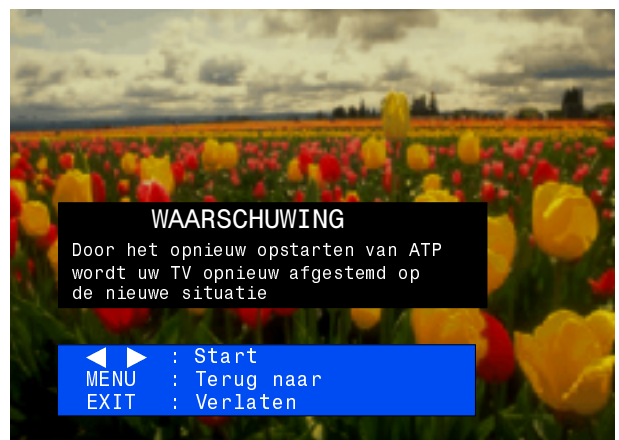 WAARSCHUWING
Door het opnieuw opstarten van ATP
wordt uw TV opnieuw afgestemd op
de nieuwe situatie
◀ ▶ : Start
MENU : Terug naar
EXIT : Verlaten